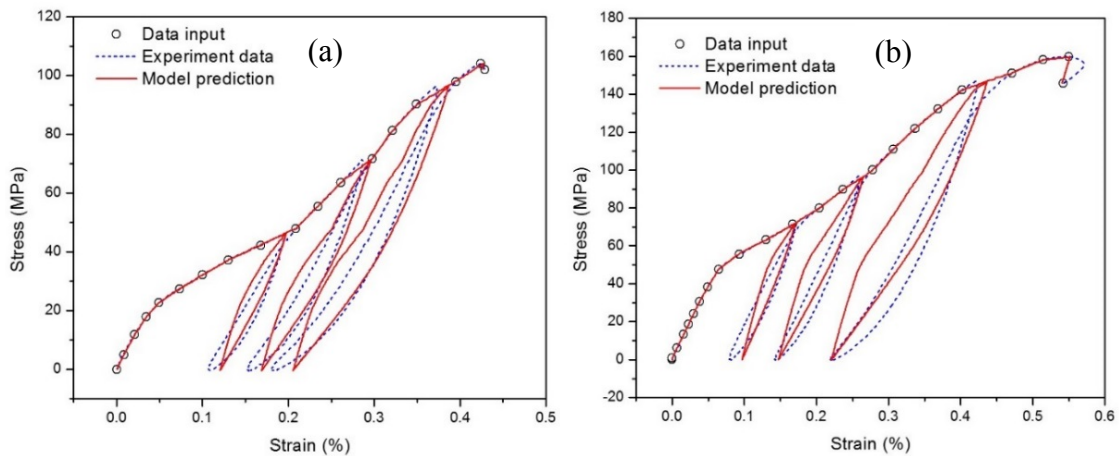 (a)
Data input
Experiment data
Model prediction
Stress (MPa)
120
100
80
60
40
20
0
0.0 0.1 0.2 0.3 0.4 0.5
Strain (%)
(b)
Data input
Experiment data
Model prediction
Stress (MPa)
180
160
140
120
100
80
60
40
20
0
-20
0.0 0.1 0.2 0.3 0.4 0.5 0.6
Strain (%)